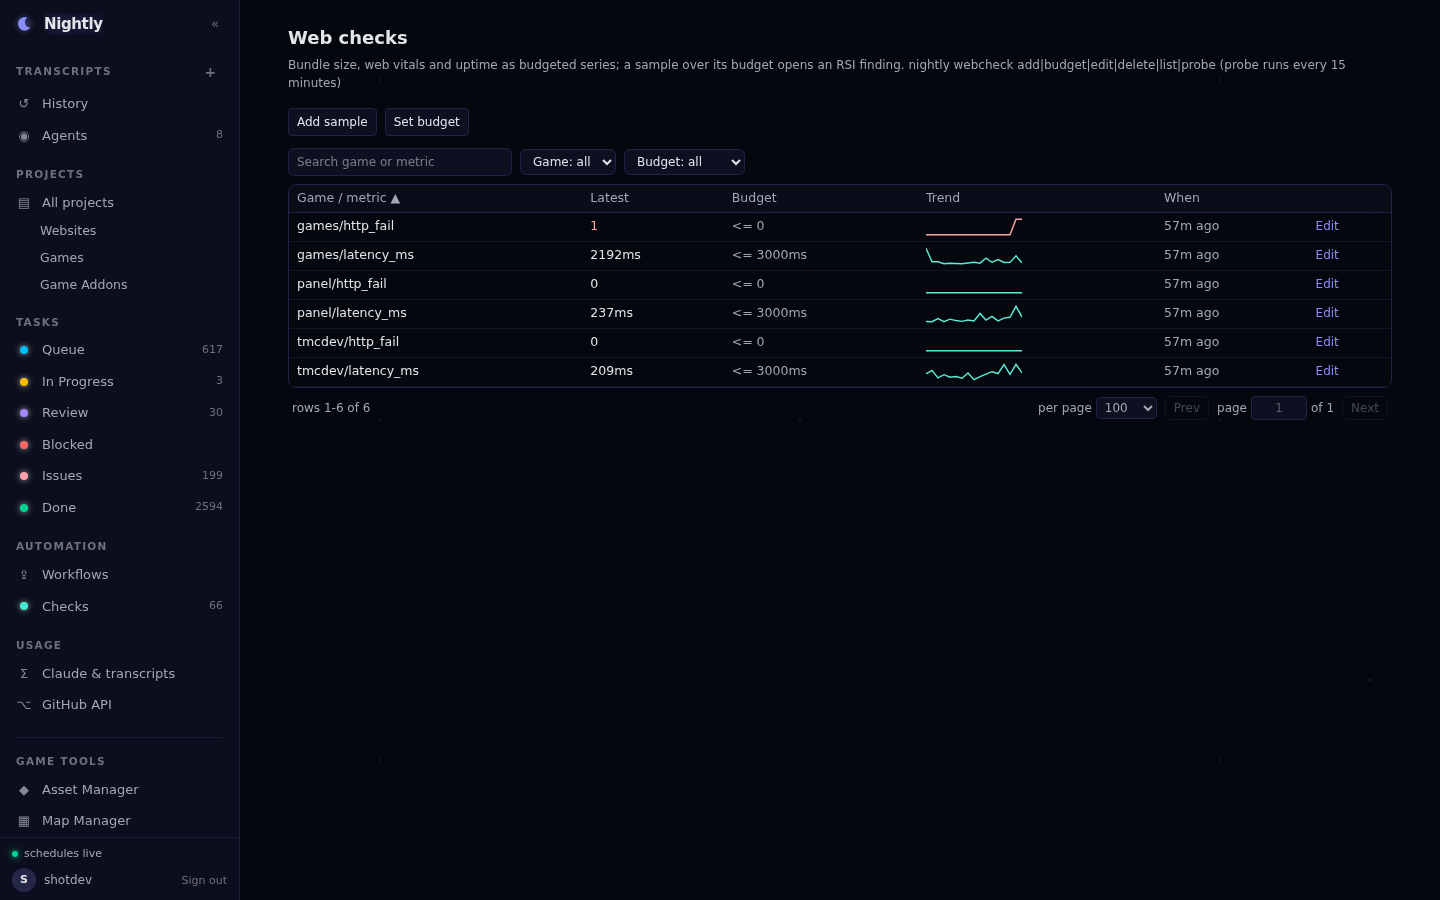 Nightly «
TRANSCRIPTS +
History
Agents 8
PROJECTS
All projects
Websites
Games
Game Addons
TASKS
Queue 617
In Progress 3
Review 30
Blocked
Issues 199
Done 2594
AUTOMATION
Workflows
Checks 66
USAGE
Σ Claude & transcripts
GitHub API
GAME TOOLS
Asset Manager
Map Manager
schedules live
S shotdev Sign out
Web checks
Bundle size, web vitals and uptime as budgeted series; a sample over its budget opens an RSI finding. nightly webcheck add|budget|edit|delete|list|probe (probe runs every 15
minutes)
Add sample Set budget
Search game or metric Game: all Budget: all
Game / metric ▲ Latest Budget Trend When
games/http_fail 1 <= 0 57m ago Edit
games/latency_ms 2192ms <= 3000ms 57m ago Edit
panel/http_fail 0 <= 0 57m ago Edit
panel/latency_ms 237ms <= 3000ms 57m ago Edit
tmcdev/http_fail 0 <= 0 57m ago Edit
tmcdev/latency_ms 209ms <= 3000ms 57m ago Edit
rows 1-6 of 6 per page 100 Prev page 1 of 1 Next